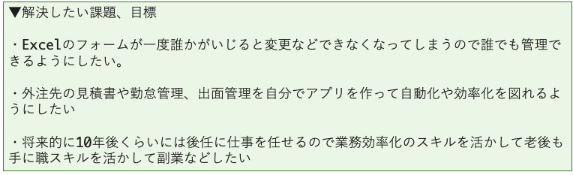 ▼解決したい課題、目標
・Excelのフォームが一度誰かがいじると変更などできなくなってしまうので誰でも管理で
きるようにしたい。
・外注先の見積書や勤怠管理、出面管理を自分でアプリを作って自動化や効率化を図れるよ
うにしたい
・将来的に10年後くらいには後任に仕事を任せるので業務効率化のスキルを活かして老後も
手に職スキルを活かして副業などしたい